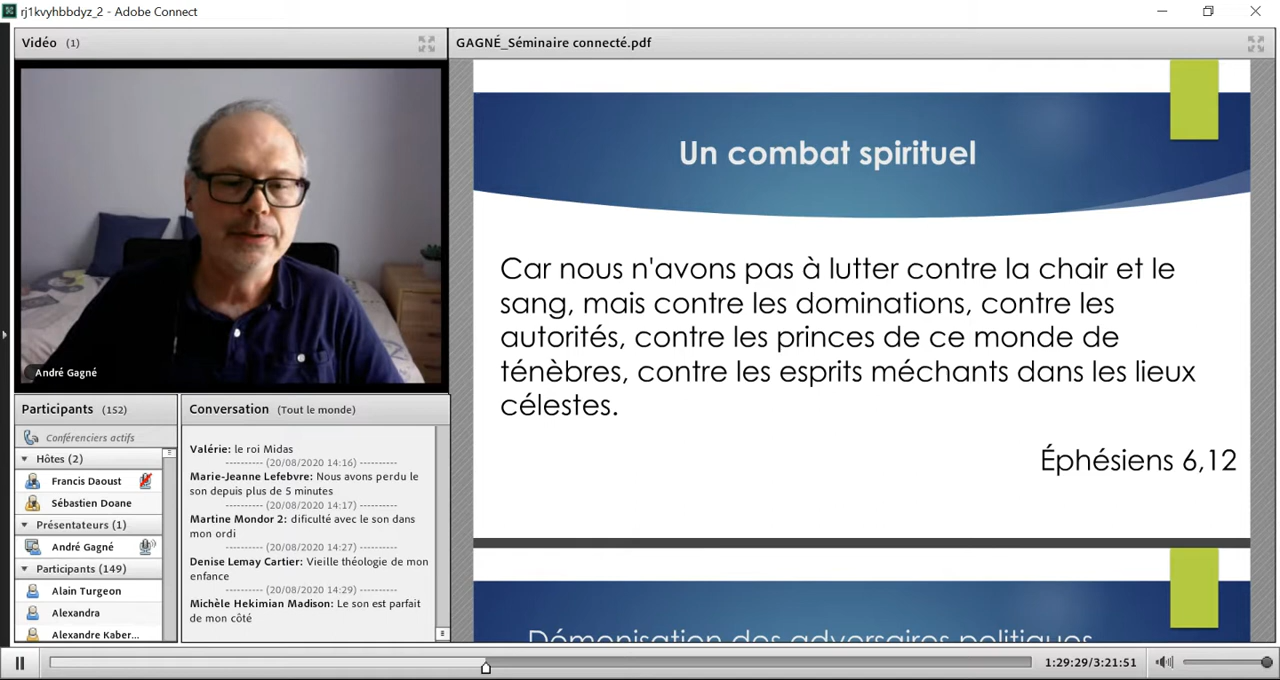 rj1kvyhbbdyz_2 - Adobe Connect
Vidéo (1)
André Gagné
Participants (152)
Conférenciers actifs
Hôtes (2)
Francis Daoust
Sébastien Doane
Présentateurs (1)
André Gagné
Participants (149)
Alain Turgeon
Alexandra
Alexandre Kaber...
Conversation (Tout le monde)
Valérie: le roi Midas
---------- (20/08/2020 14:16) ----------
Marie-Jeanne Lefebvre: Nous avons perdu le
son depuis plus de 5 minutes
---------- (20/08/2020 14:17) ----------
Martine Mondor 2: dificulté avec le son dans
mon ordi
---------- (20/08/2020 14:27) ----------
Denise Lemay Cartier: Vieille théologie de mon
enfance
---------- (20/08/2020 14:29) ----------
Michèle Hekimian Madison: Le son est parfait
de mon côté
GAGNÉ_Séminaire connecté.pdf
Un combat spirituel
Car nous n'avons pas à lutter contre la chair et le
sang, mais contre les dominations, contre les
autorités, contre les princes de ce monde de
ténèbres, contre les esprits méchants dans les lieux
célestes.
Éphésiens 6,12
Démonisation des adversaires politiques
1:29:29/3:21:51